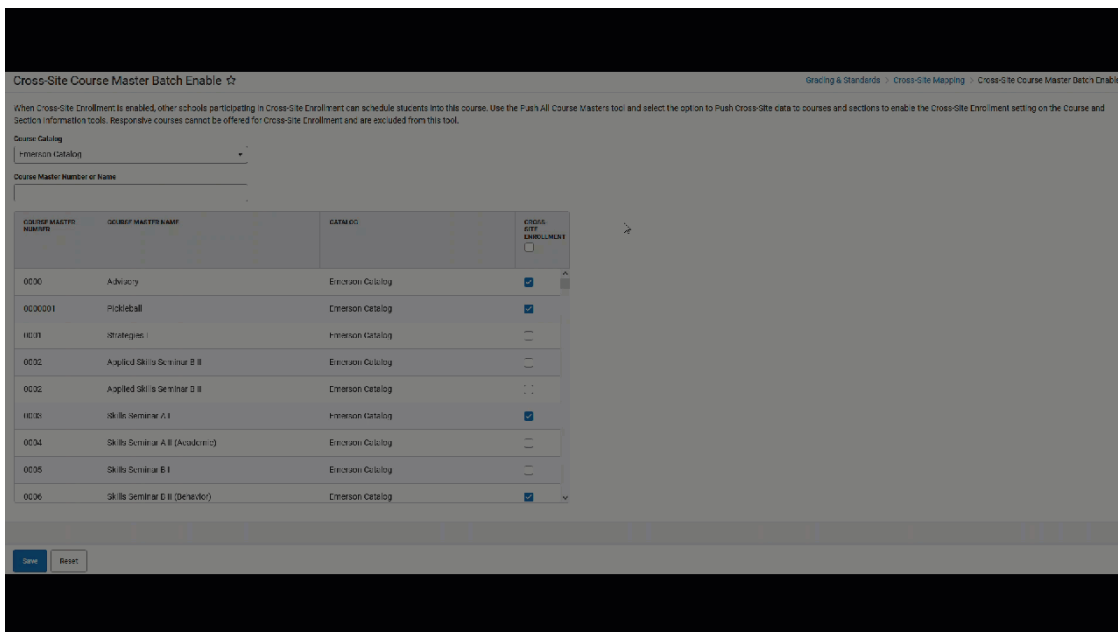 Cross-Site Course Master Batch Enable
Grading & Standards > Cross-Site Mapping > Cross-Site Course Master Batch Enable
When Cross-Site Enrollment is enabled, other schools participating in Cross-Site Enrollment can schedule students into this course. Use the Push All Course Masters tool and select the option to Push Cross-Site data to courses and sections to enable the Cross-Site Enrollment setting on the Course and
Section Information tools. Responsive courses cannot be offered for Cross-Site Enrollment and are excluded from this tool.
Course Catalog
Emerson Catalog
Course Master Number or Name
COURSE MASTER NUMBER COURSE MASTER NAME CATALOG CROSS-SITE ENROLLMENT
0000 Advisory Emerson Catalog
0000001 Pickleball Emerson Catalog
0001 Strategies I Emerson Catalog
0002 Applied Skills Seminar B II Emerson Catalog
0002 Applied Skills Seminar B II Emerson Catalog
0003 Skills Seminar A I Emerson Catalog
0004 Skills Seminar A II (Academic) Emerson Catalog
0005 Skills Seminar B I Emerson Catalog
0006 Skills Seminar B II (Behavior) Emerson Catalog
Save Reset